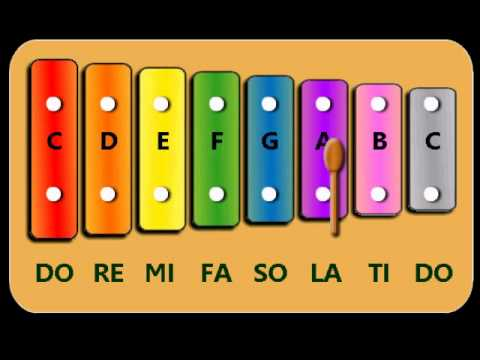 C D E F G A B C
DO RE MI FA SO LA TI DO